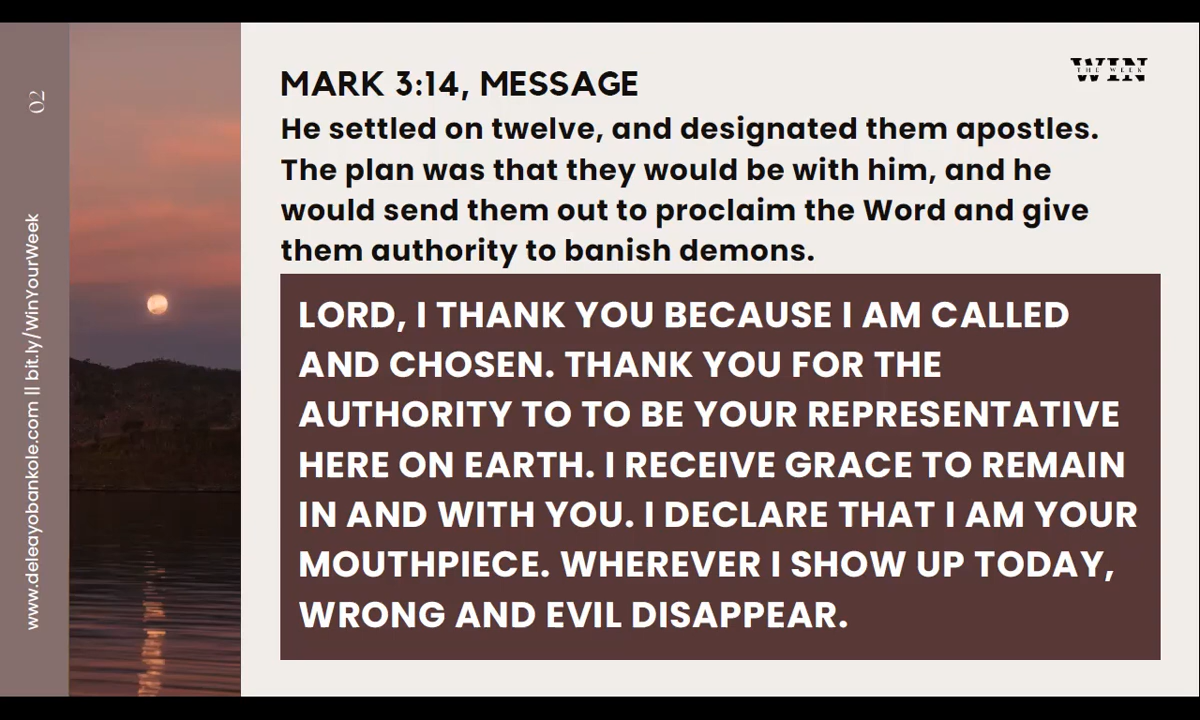 02
www.deleayobankole.com || bit.ly/WinYourWeek
WIN
THE WEEK
MARK 3:14, MESSAGE
He settled on twelve, and designated them apostles.
The plan was that they would be with him, and he
would send them out to proclaim the Word and give
them authority to banish demons.
LORD, I THANK YOU BECAUSE I AM CALLED
AND CHOSEN. THANK YOU FOR THE
AUTHORITY TO TO BE YOUR REPRESENTATIVE
HERE ON EARTH. I RECEIVE GRACE TO REMAIN
IN AND WITH YOU. I DECLARE THAT I AM YOUR
MOUTHPIECE. WHEREVER I SHOW UP TODAY,
WRONG AND EVIL DISAPPEAR.